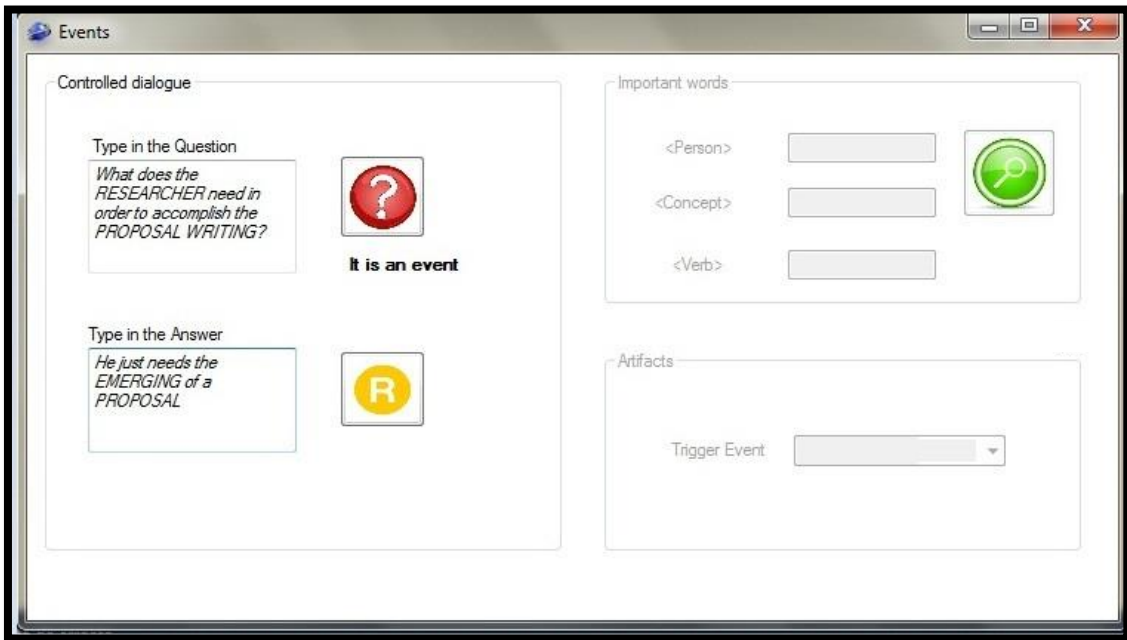 Events
Controlled dialogue
Type in the Question
What does the
RESEARCHER need in
order to accomplish the
PROPOSAL WRITING?
?
It is an event
Type in the Answer
He just needs the
EMERGING of a
PROPOSAL
R
Important words
<Person>
<Concept>
<Verb>
Artifacts
Trigger Event